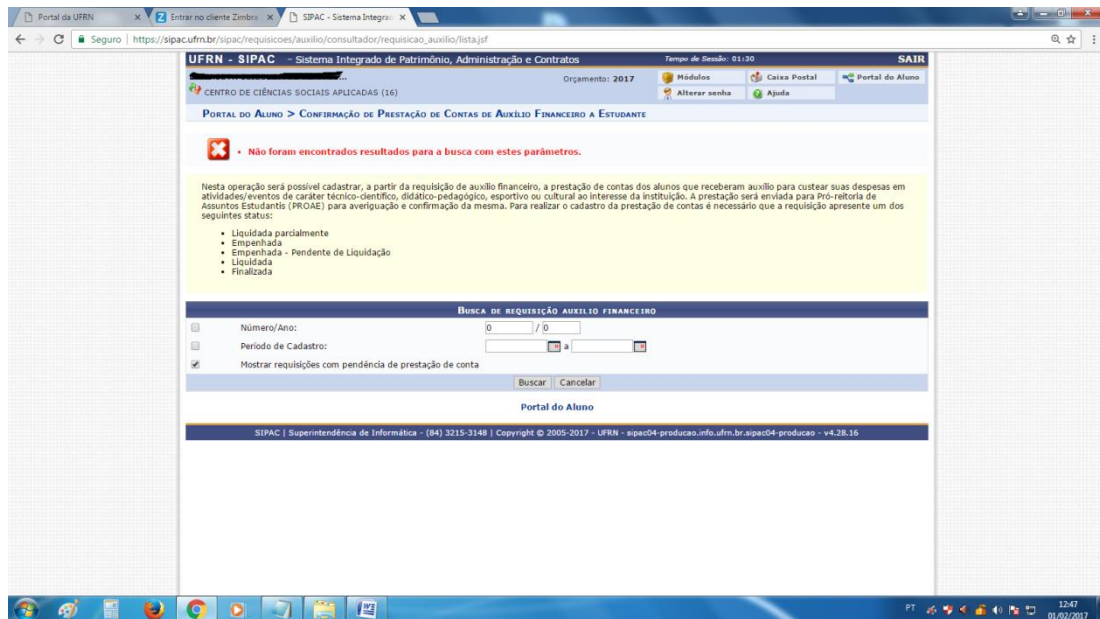 Portal da UFRN
Entrar no cliente Zimbra
SIPAC - Sistema Integrac
Seguro | https://sipac.ufrn.br/sipac/requisicoes/auxilio/consultador/requisicao_auxilio/lista.jsf
UFRN - SIPAC - Sistema Integrado de Patrimônio, Administração e Contratos
Tempo de Sessão: 01:30
SAIR
Orçamento: 2017
Módulos
Caixa Postal
Portal do Aluno
CENTRO DE CIÊNCIAS SOCIAIS APLICADAS (16)
Alterar senha
Ajuda
Portal do Aluno > Confirmação de Prestação de Contas de Auxílio Financeiro a Estudante
• Não foram encontrados resultados para a busca com estes parâmetros.
Nesta operação será possível cadastrar, a partir da requisição de auxílio financeiro, a prestação de contas dos alunos que receberam auxílio para custear suas despesas em
atividades/eventos de caráter técnico-científico, didático-pedagógico, esportivo ou cultural ao interesse da instituição. A prestação será enviada para Pró-reitoria de
Assuntos Estudantis (PROAE) para averiguação e confirmação da mesma. Para realizar o cadastro da prestação de contas é necessário que a requisição apresente um dos
seguintes status:
• Liquidada parcialmente
• Empenhada
• Empenhada - Pendente de Liquidação
• Liquidada
• Finalizada
Busca de requisição auxilio financeiro
Número/Ano: 0 / 0
Período de Cadastro: a
Mostrar requisições com pendência de prestação de conta
Buscar Cancelar
Portal do Aluno
SIPAC | Superintendência de Informática - (84) 3215-3148 | Copyright © 2005-2017 - UFRN - sipac04-producao.info.ufrn.br.sipac04-producao - v4.28.16
PT
12:47
01/02/2017